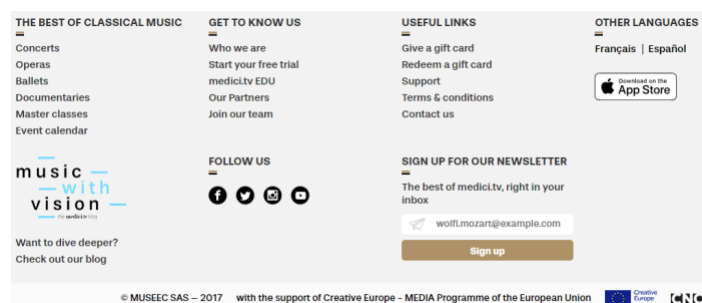 THE BEST OF CLASSICAL MUSIC
Concerts
Operas
Ballets
Documentaries
Master classes
Event calendar
GET TO KNOW US
Who we are
Start your free trial
medici.tv EDU
Our Partners
Join our team
USEFUL LINKS
Give a gift card
Redeem a gift card
Support
Terms & conditions
Contact us
OTHER LANGUAGES
Français | Español
Download on the
App Store
music
with
vision
the medici.tv blog
Want to dive deeper?
Check out our blog
FOLLOW US
SIGN UP FOR OUR NEWSLETTER
The best of medici.tv, right in your
inbox
wolfi.mozart@example.com
Sign up
© MUSEEC SAS – 2017 with the support of Creative Europe - MEDIA Programme of the European Union
Creative
Europe
CNC